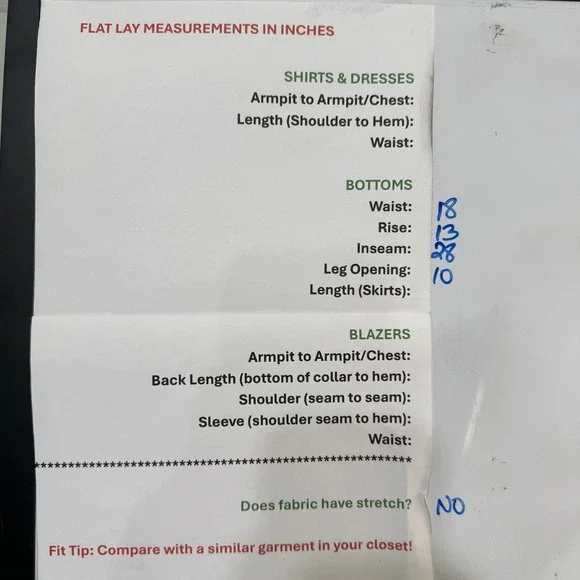 FLAT LAY MEASUREMENTS IN INCHES
SHIRTS & DRESSES
Armpit to Armpit/Chest:
Length (Shoulder to Hem):
Waist:
BOTTOMS
Waist: 18
Rise: 13
Inseam: 28
Leg Opening: 10
Length (Skirts):
BLAZERS
Armpit to Armpit/Chest:
Back Length (bottom of collar to hem):
Shoulder (seam to seam):
Sleeve (shoulder seam to hem):
Waist:
************************************************************
Does fabric have stretch? NO
Fit Tip: Compare with a similar garment in your closet!